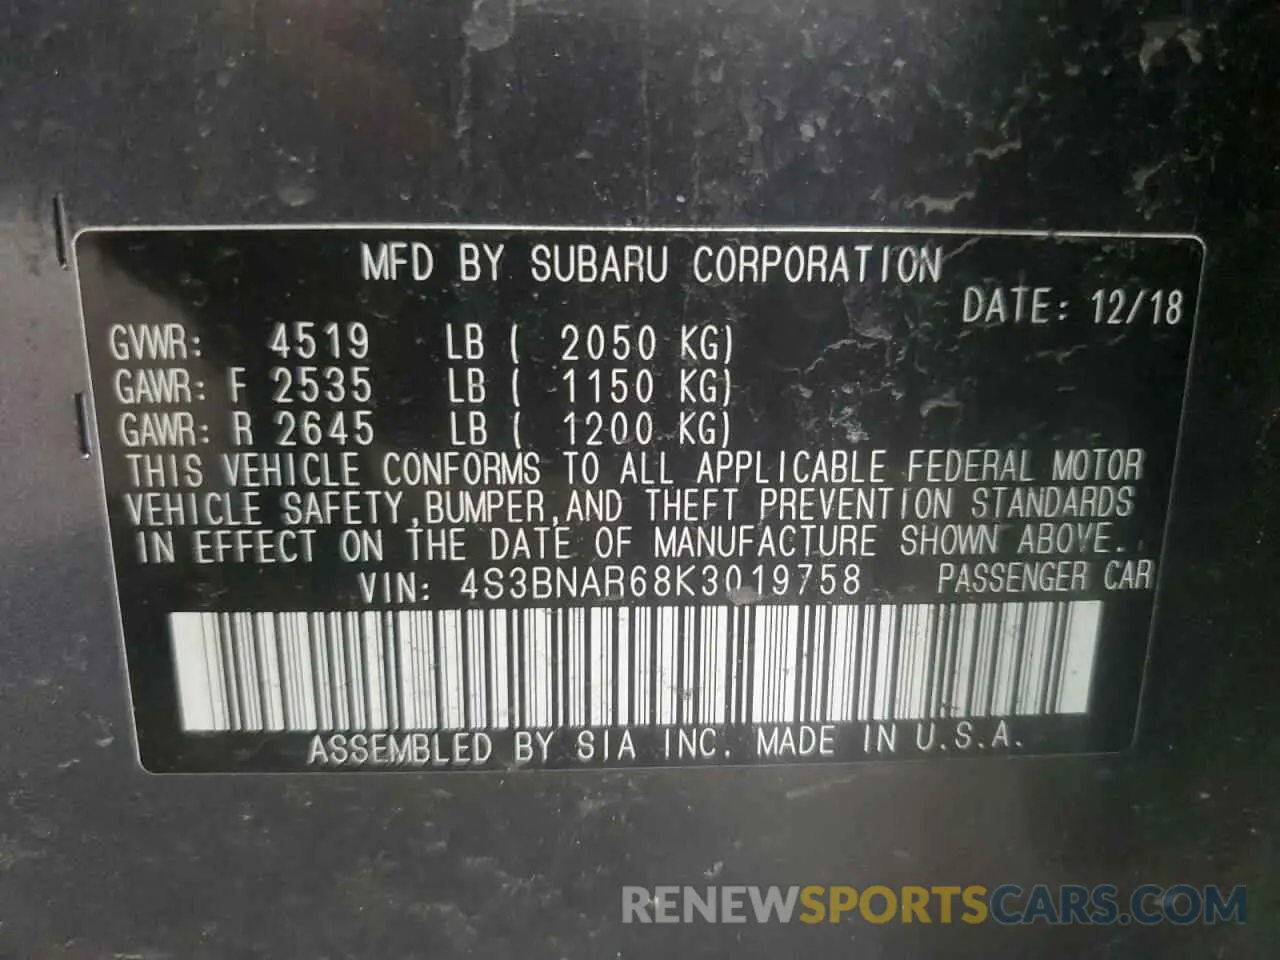 MFD BY SUBARU CORPORATION
DATE: 12/18
GVWR: 4519 LB ( 2050 KG)
GAWR: F 2535 LB ( 1150 KG)
GAWR: R 2645 LB ( 1200 KG)
THIS VEHICLE CONFORMS TO ALL APPLICABLE FEDERAL MOTOR
VEHICLE SAFETY,BUMPER,AND THEFT PREVENTION STANDARDS
IN EFFECT ON THE DATE OF MANUFACTURE SHOWN ABOVE.
VIN: 4S3BNAR68K3019758 PASSENGER CAR
ASSEMBLED BY SIA INC. MADE IN U.S.A.
RENEWSPORTSCARS.COM